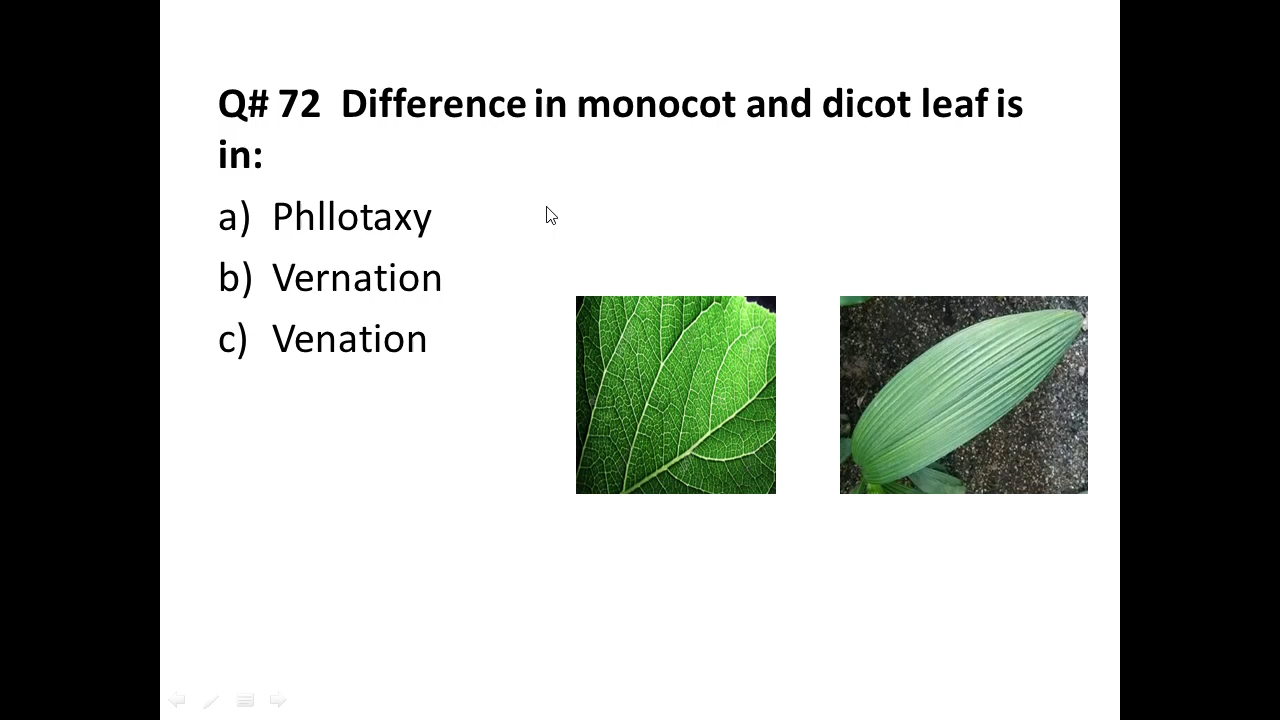 Q# 72 Difference in monocot and dicot leaf is
in:
a) Phllotaxy
b) Vernation
c) Venation